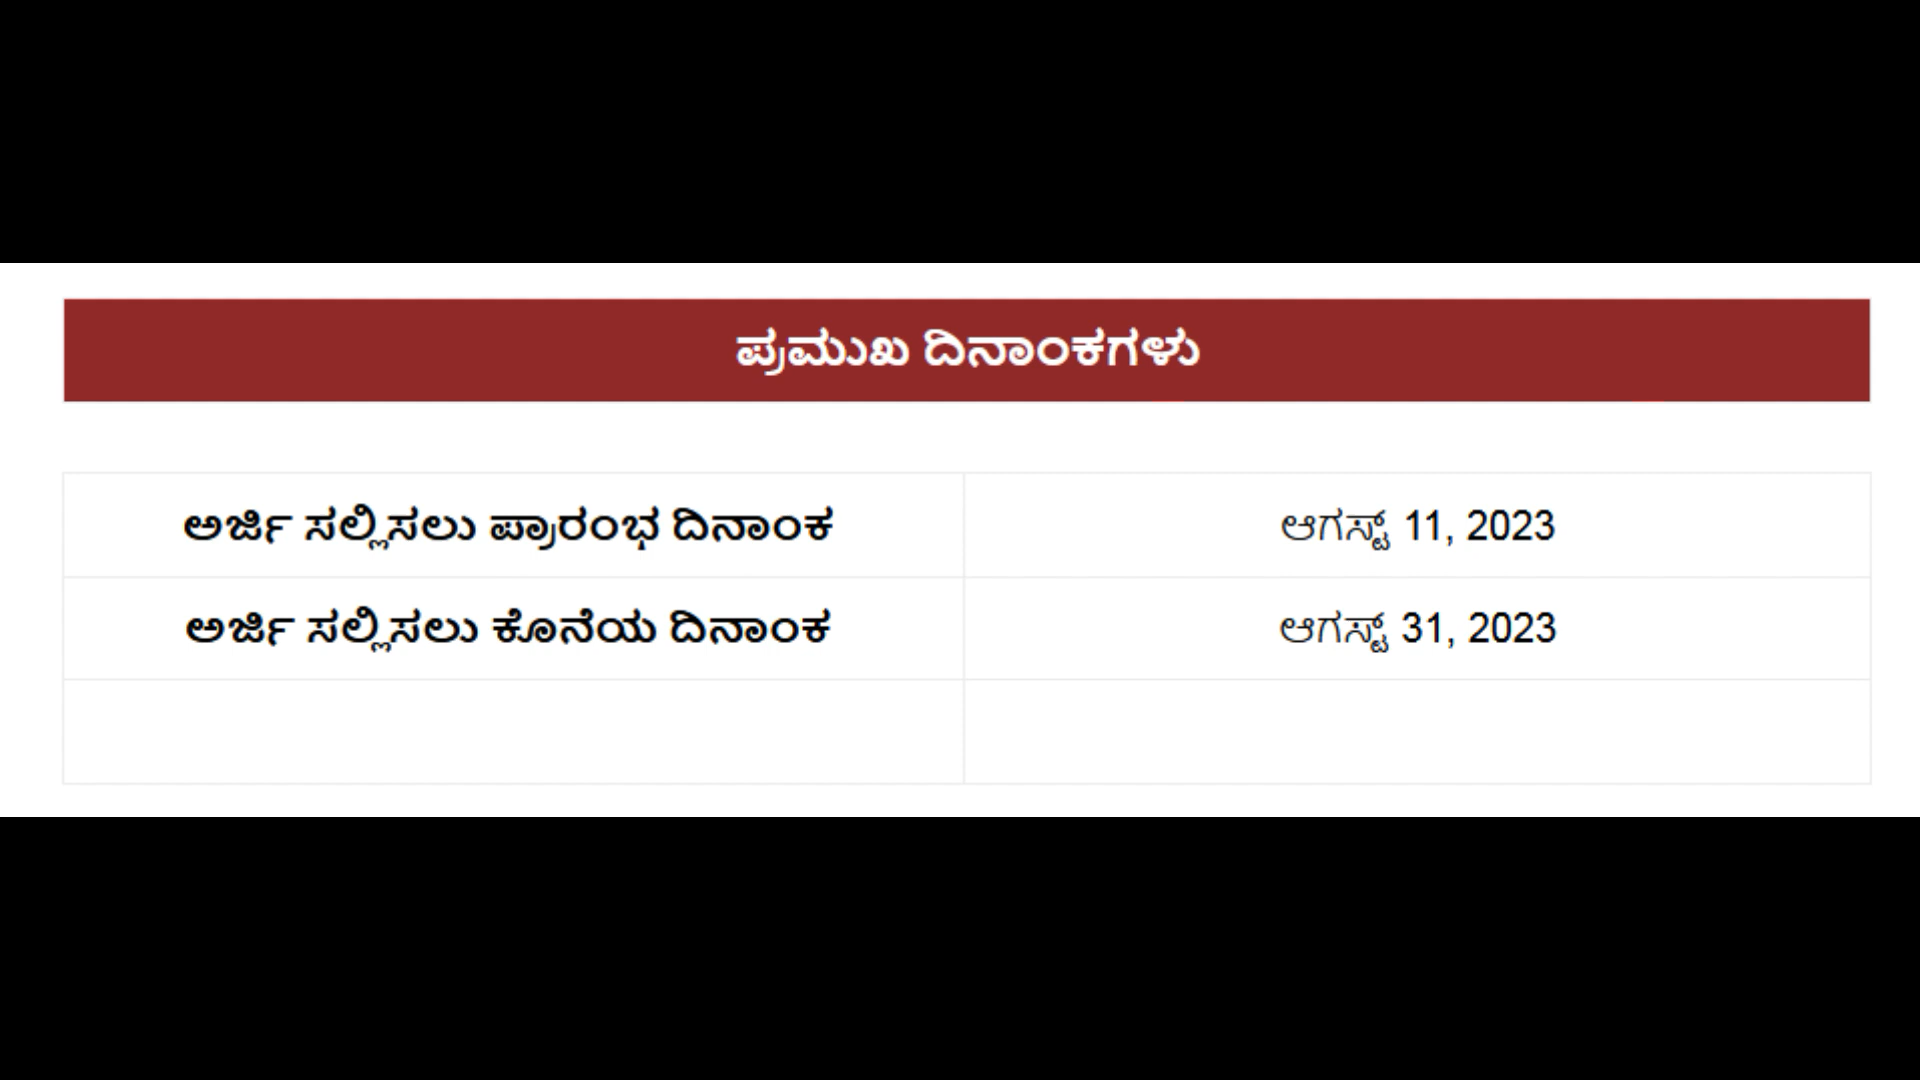 ಪ್ರಮುಖ ದಿನಾಂಕಗಳು
ಅರ್ಜಿ ಸಲ್ಲಿಸಲು ಪ್ರಾರಂಭ ದಿನಾಂಕ ಆಗಸ್ಟ್ 11, 2023
ಅರ್ಜಿ ಸಲ್ಲಿಸಲು ಕೊನೆಯ ದಿನಾಂಕ ಆಗಸ್ಟ್ 31, 2023